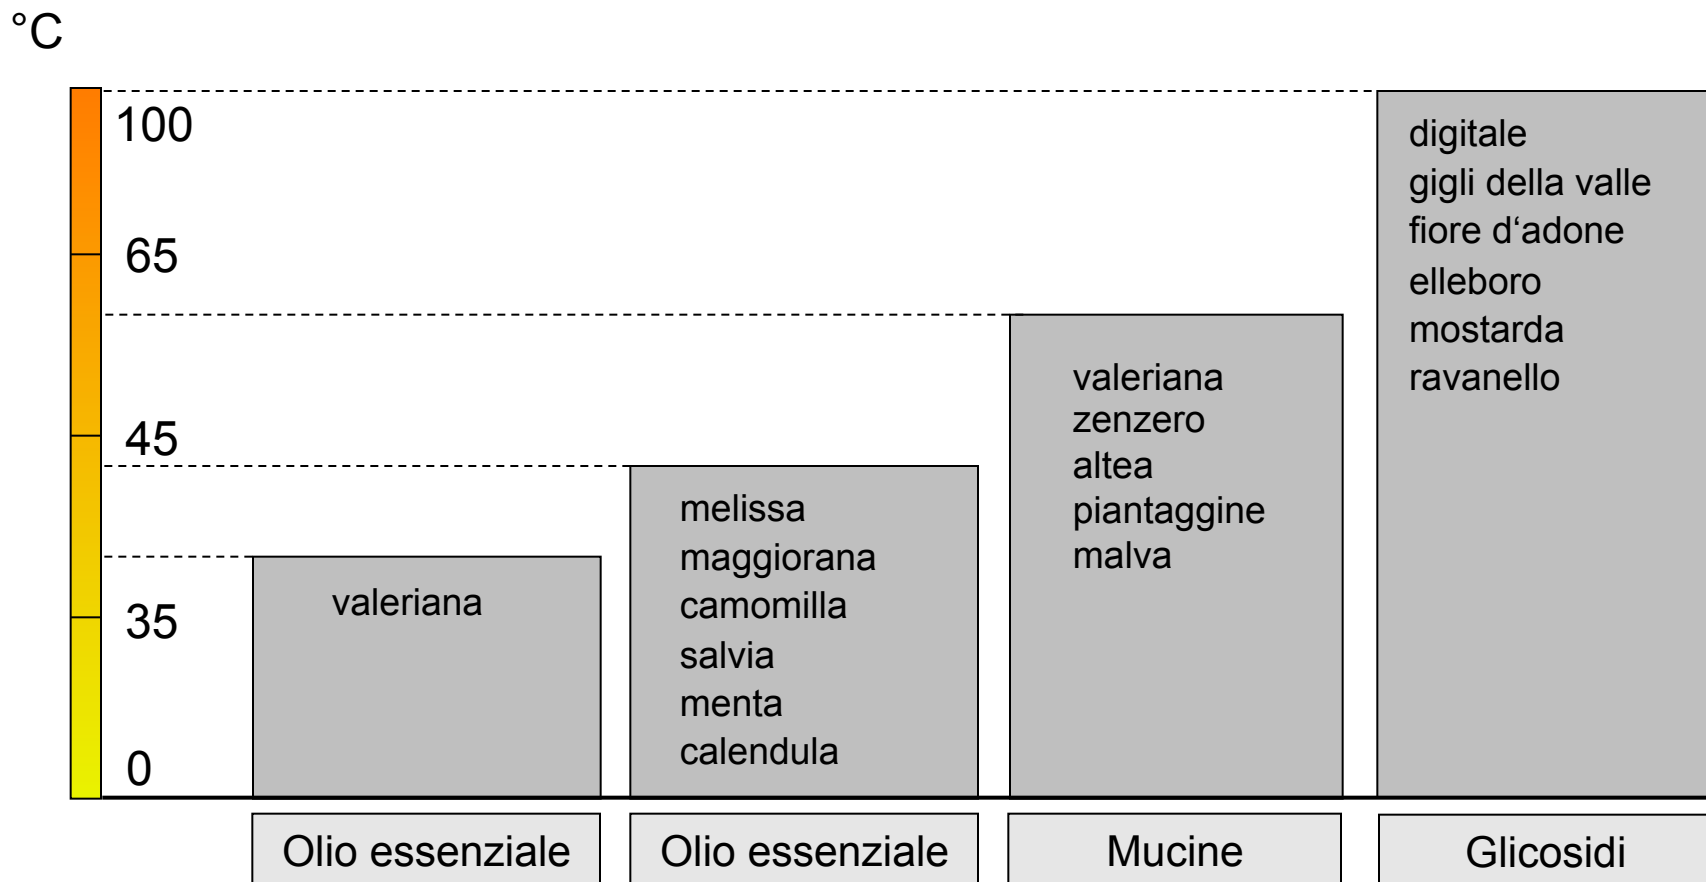 °C
100
65
45
35
0
valeriana
melissa
maggiorana
camomilla
salvia
menta
calendula
valeriana
zenzero
altea
piantaggine
malva
digitale
gigli della valle
fiore d‘adone
elleboro
mostarda
ravanello
Olio essenziale
Olio essenziale
Mucine
Glicosidi